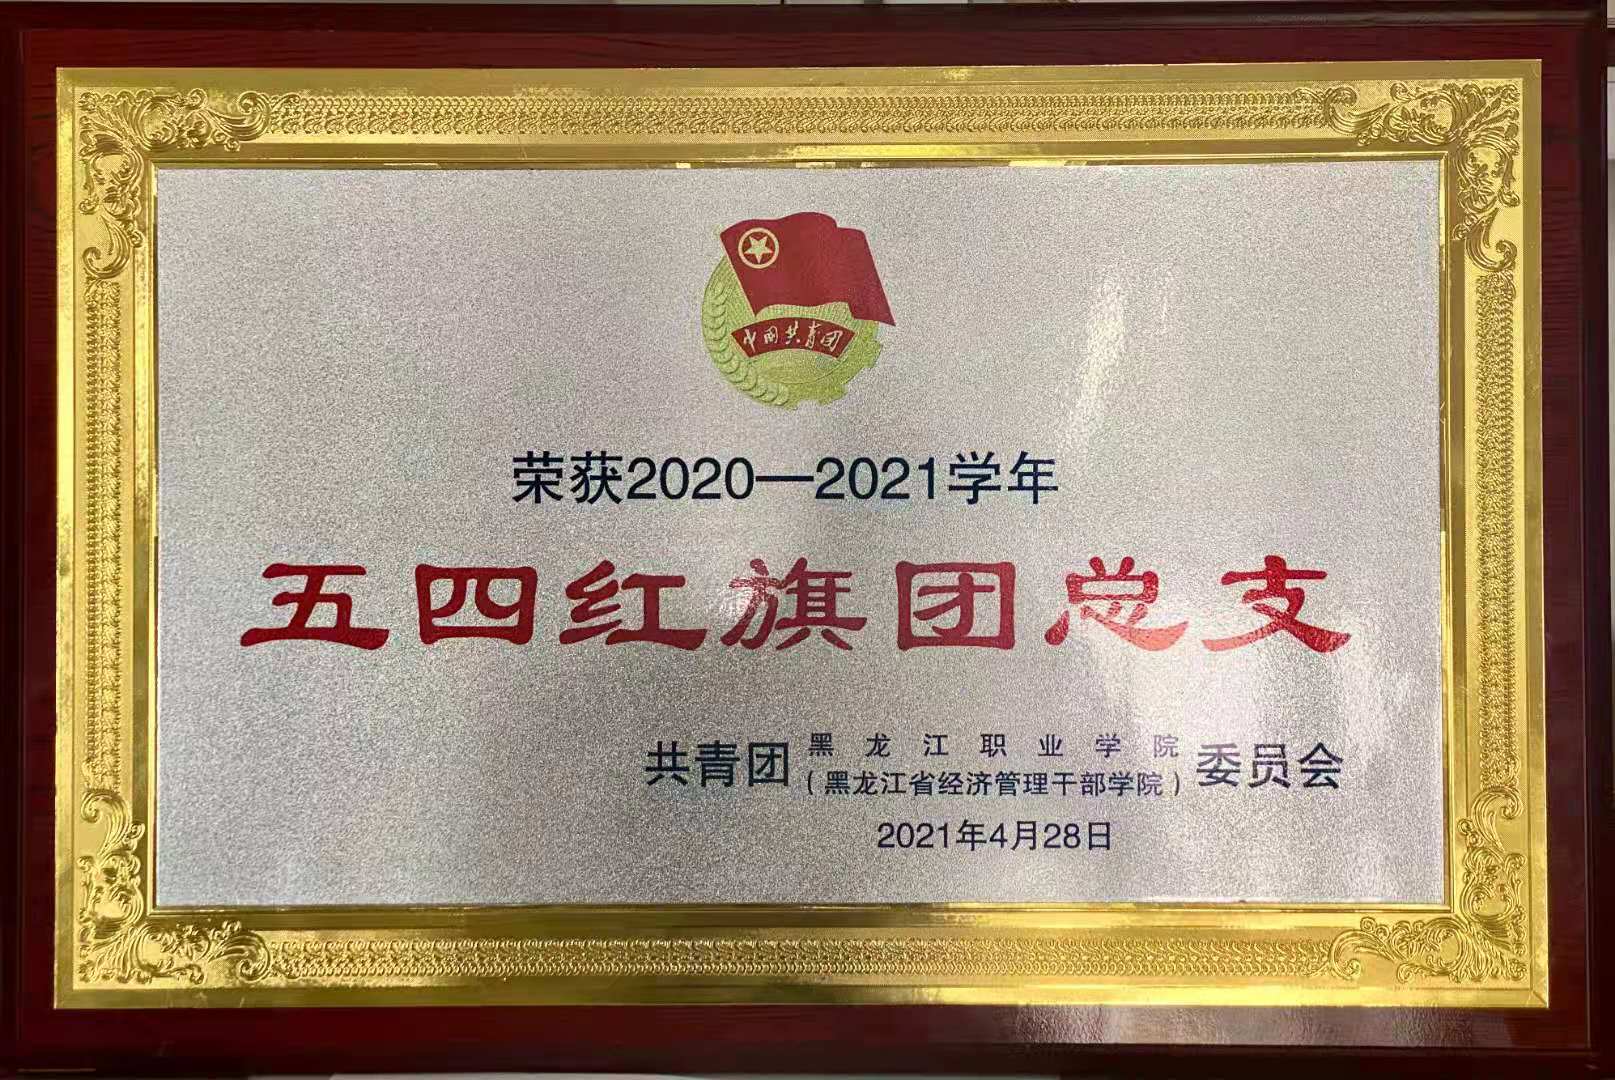 中国共青团
荣获2020—2021学年
五四红旗团总支
共青团 黑龙江职业学院 委员会
（黑龙江省经济管理干部学院）
2021年4月28日